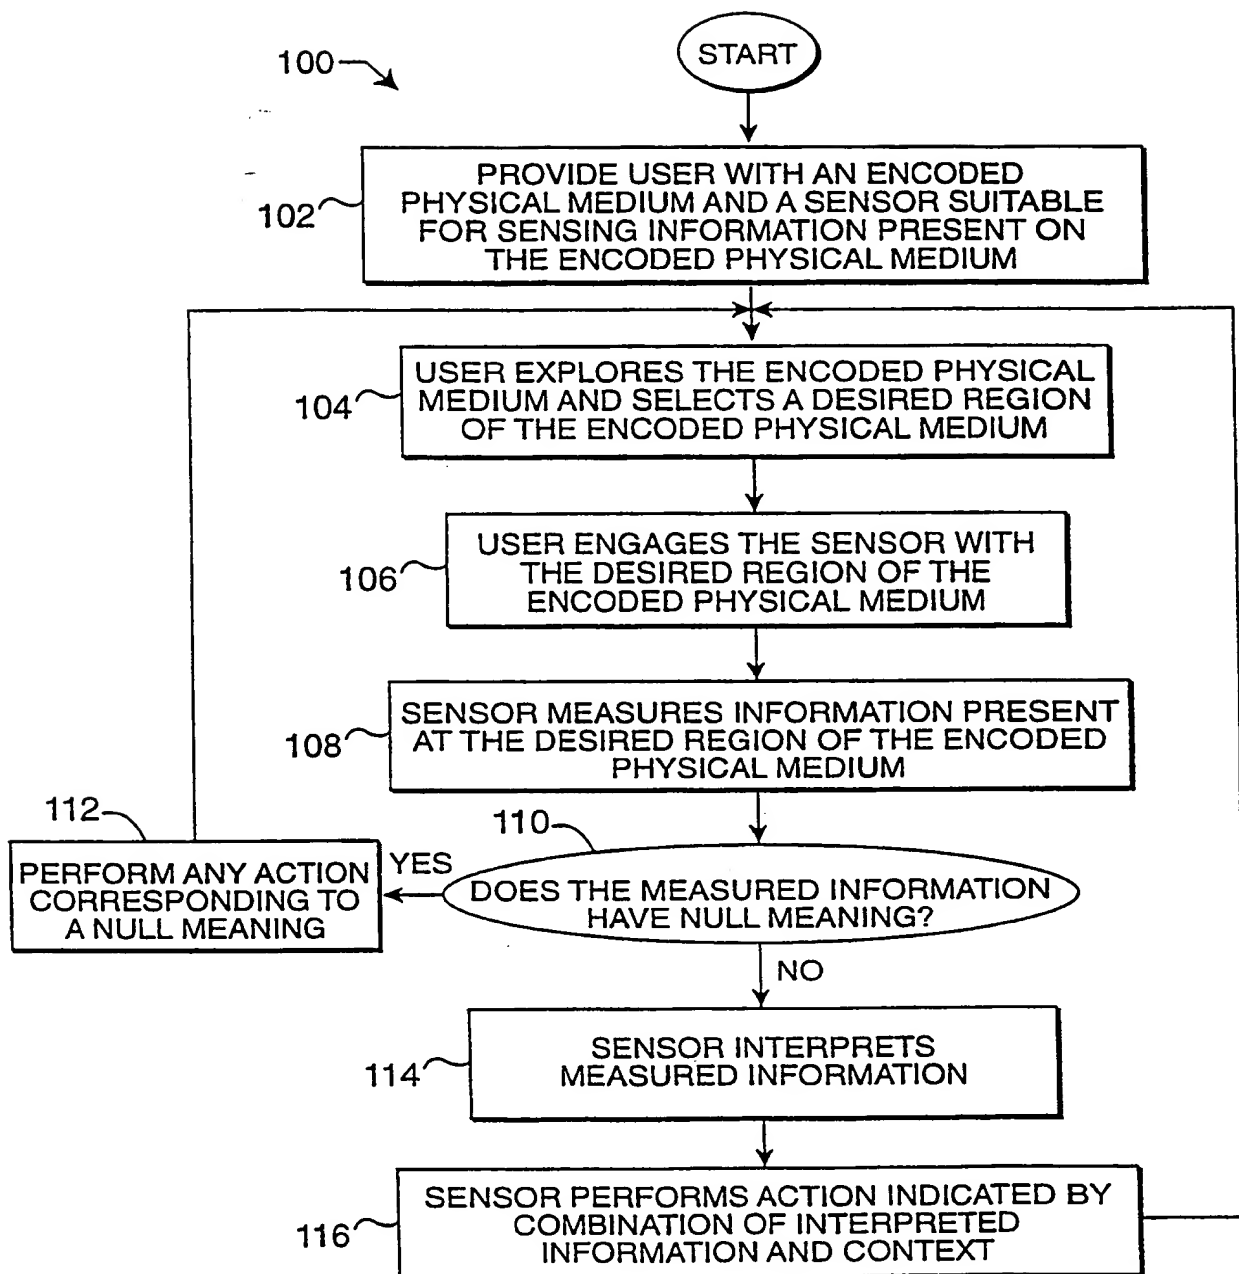 START
100
PROVIDE USER WITH AN ENCODED
PHYSICAL MEDIUM AND A SENSOR SUITABLE
FOR SENSING INFORMATION PRESENT ON
THE ENCODED PHYSICAL MEDIUM
102
USER EXPLORES THE ENCODED PHYSICAL
MEDIUM AND SELECTS A DESIRED REGION
OF THE ENCODED PHYSICAL MEDIUM
104
USER ENGAGES THE SENSOR WITH
THE DESIRED REGION OF THE
ENCODED PHYSICAL MEDIUM
106
SENSOR MEASURES INFORMATION PRESENT
AT THE DESIRED REGION OF THE ENCODED
PHYSICAL MEDIUM
108
112
110
PERFORM ANY ACTION
CORRESPONDING TO
A NULL MEANING
YES
DOES THE MEASURED INFORMATION
HAVE NULL MEANING?
NO
SENSOR INTERPRETS
MEASURED INFORMATION
114
SENSOR PERFORMS ACTION INDICATED BY
COMBINATION OF INTERPRETED
INFORMATION AND CONTEXT
116